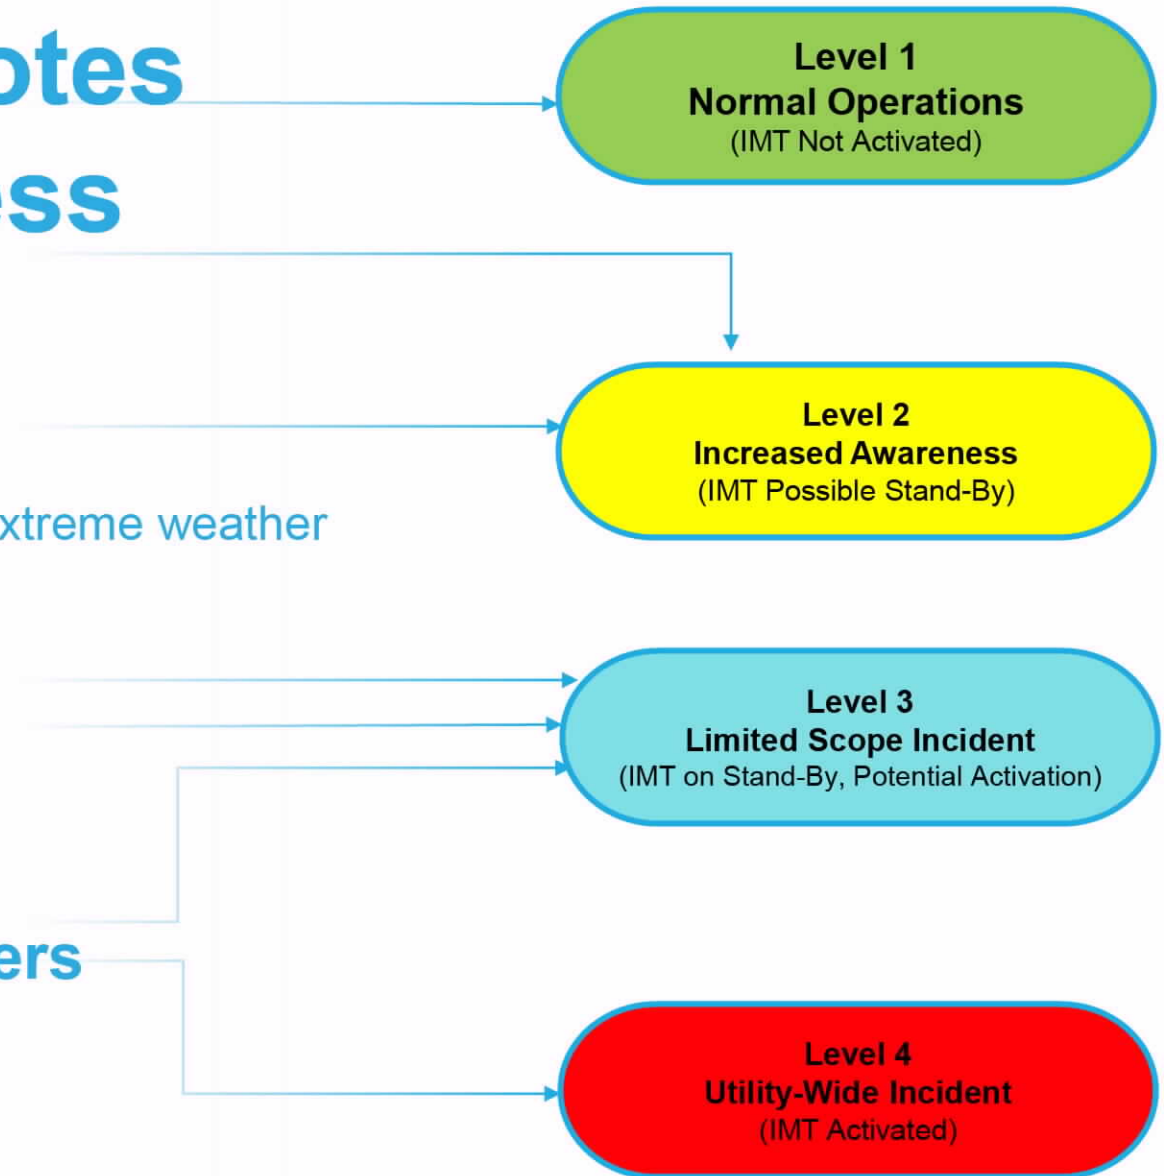 otes
ess
xtreme weather
ers
Level 1
Normal Operations
(IMT Not Activated)
Level 2
Increased Awareness
(IMT Possible Stand-By)
Level 3
Limited Scope Incident
(IMT on Stand-By, Potential Activation)
Level 4
Utility-Wide Incident
(IMT Activated)